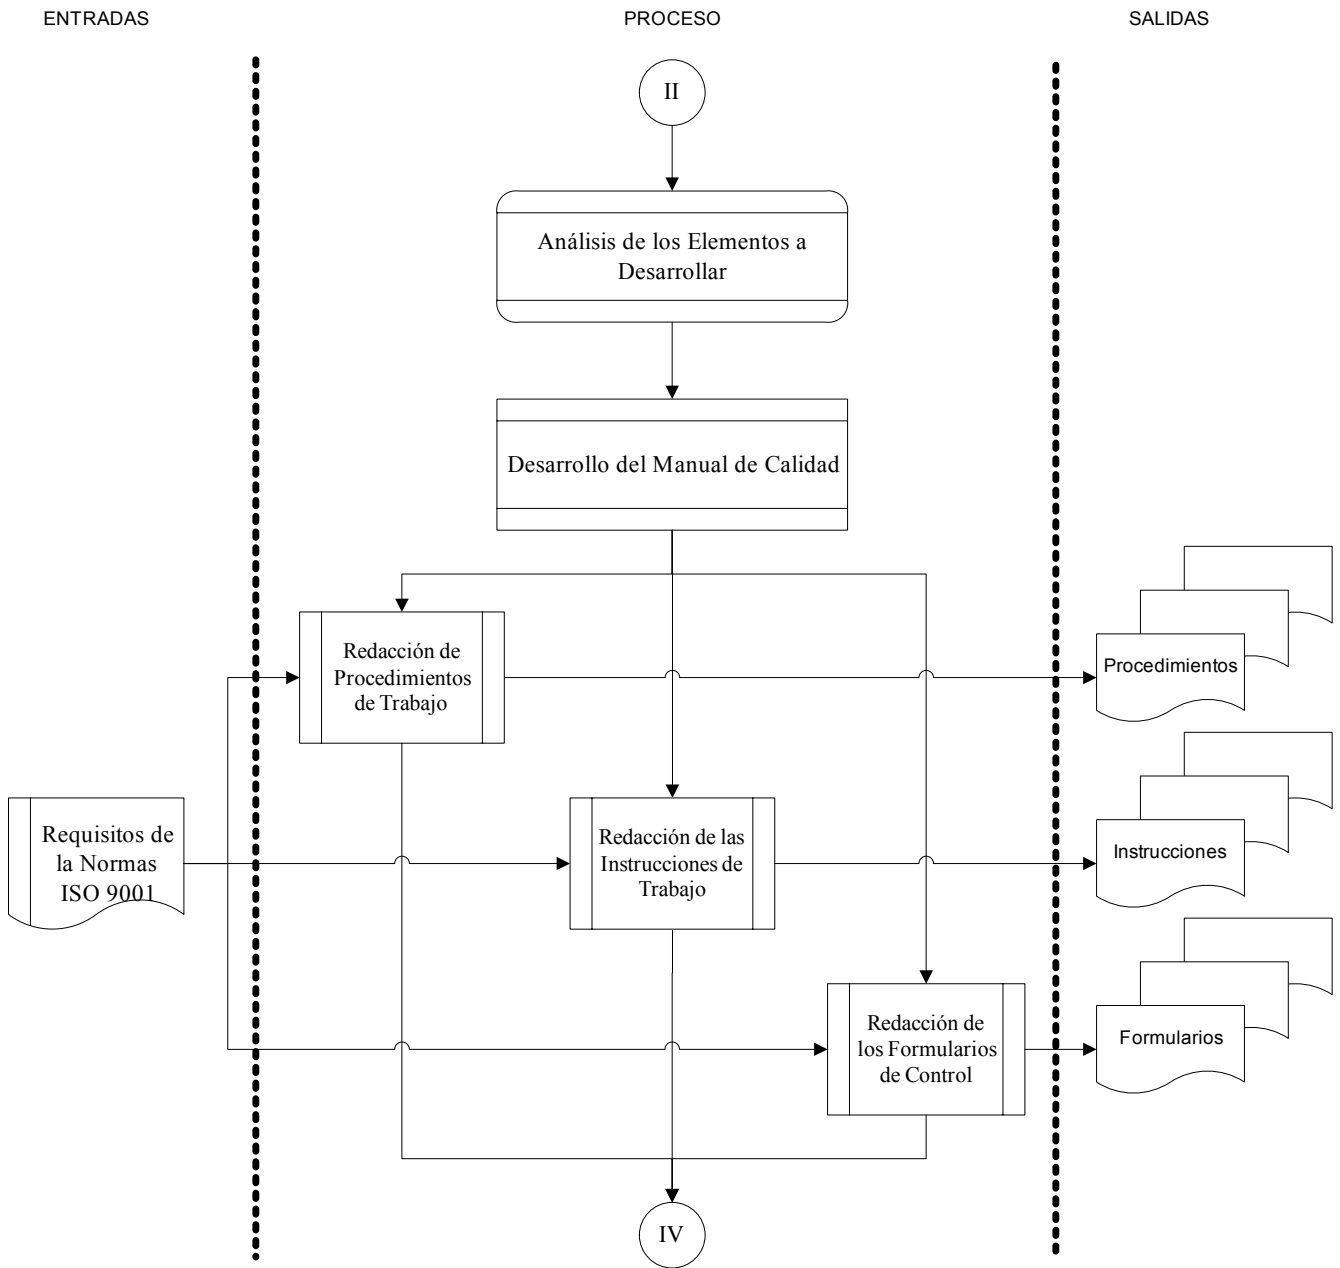 ENTRADAS
PROCESO
SALIDAS
II
Análisis de los Elementos a
Desarrollar
Desarrollo del Manual de Calidad
Redacción de
Procedimientos
de Trabajo
Procedimientos
Requisitos de
la Normas
ISO 9001
Redacción de las
Instrucciones de
Trabajo
Instrucciones
Redacción de
los Formularios
de Control
Formularios
IV